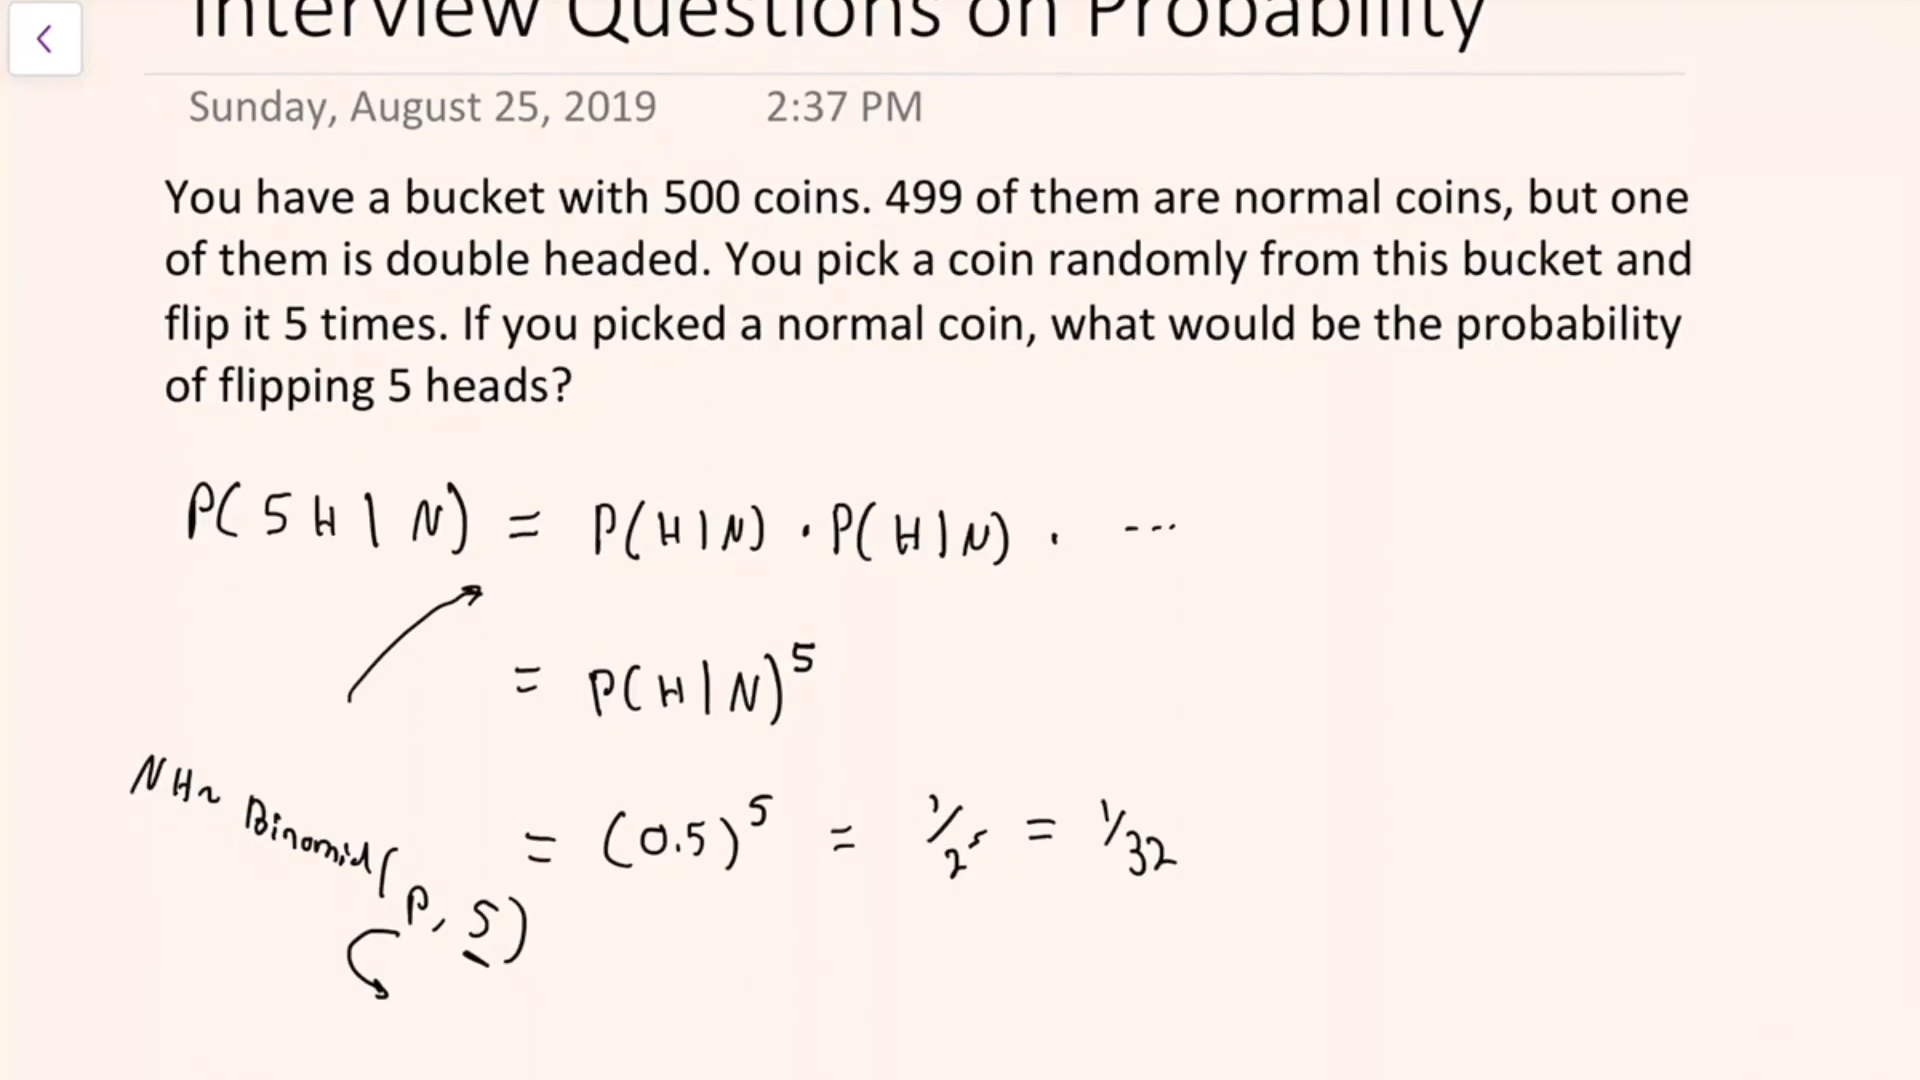 Interview Questions on Probability
Sunday, August 25, 2019 2:37 PM
You have a bucket with 500 coins. 499 of them are normal coins, but one
of them is double headed. You pick a coin randomly from this bucket and
flip it 5 times. If you picked a normal coin, what would be the probability
of flipping 5 heads?
P(5H|N) = P(H|N) · P(H|N) · ---
= P(H|N)^5
NH~ Binomial(P, 5)
= (0.5)^5 = 1/2^5 = 1/32